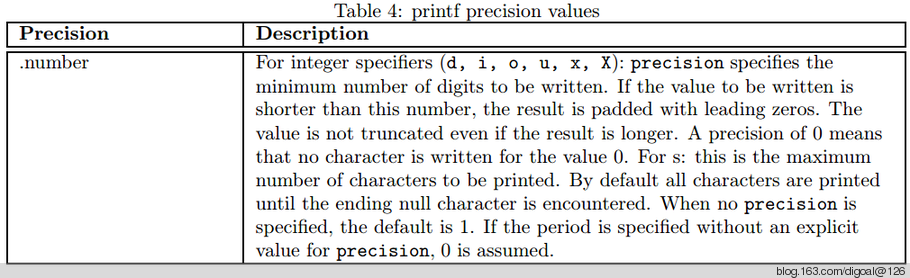 Table 4: printf precision values
Precision Description
.number For integer specifiers (d, i, o, u, x, X): precision specifies the
minimum number of digits to be written. If the value to be written is
shorter than this number, the result is padded with leading zeros. The
value is not truncated even if the result is longer. A precision of 0 means
that no character is written for the value 0. For s: this is the maximum
number of characters to be printed. By default all characters are printed
until the ending null character is encountered. When no precision is
specified, the default is 1. If the period is specified without an explicit
value for precision, 0 is assumed.
blog.163.com/digoal@126